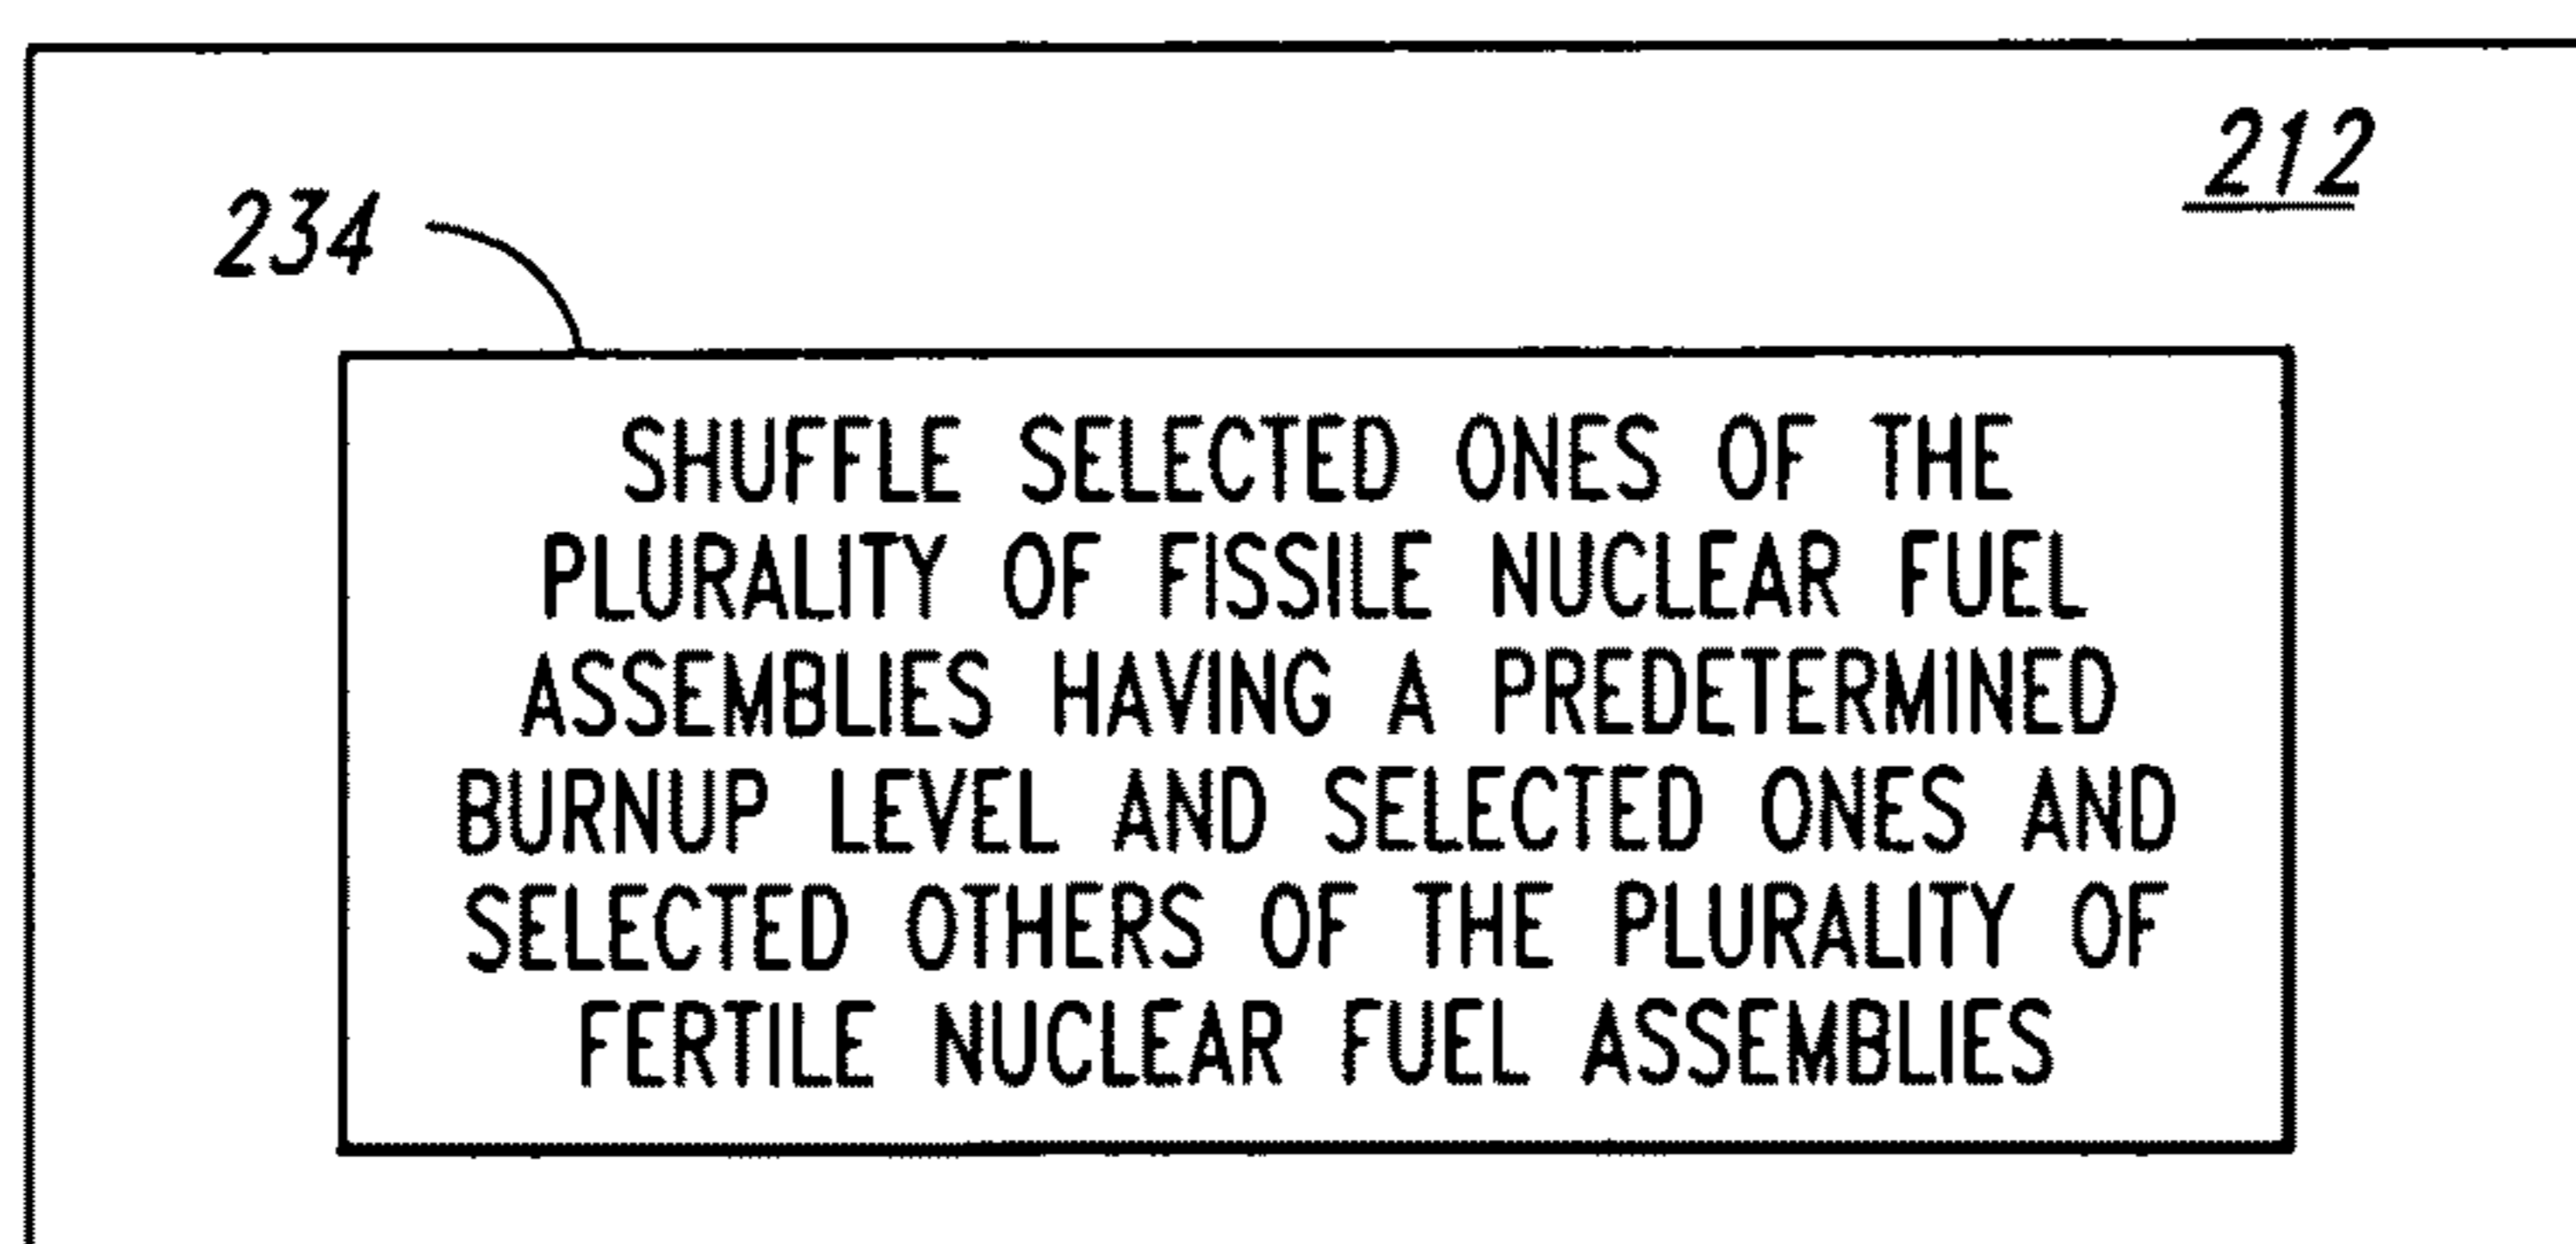 212
234
SHUFFLE SELECTED ONES OF THE
PLURALITY OF FISSILE NUCLEAR FUEL
ASSEMBLIES HAVING A PREDETERMINED
BURNUP LEVEL AND SELECTED ONES AND
SELECTED OTHERS OF THE PLURALITY OF
FERTILE NUCLEAR FUEL ASSEMBLIES